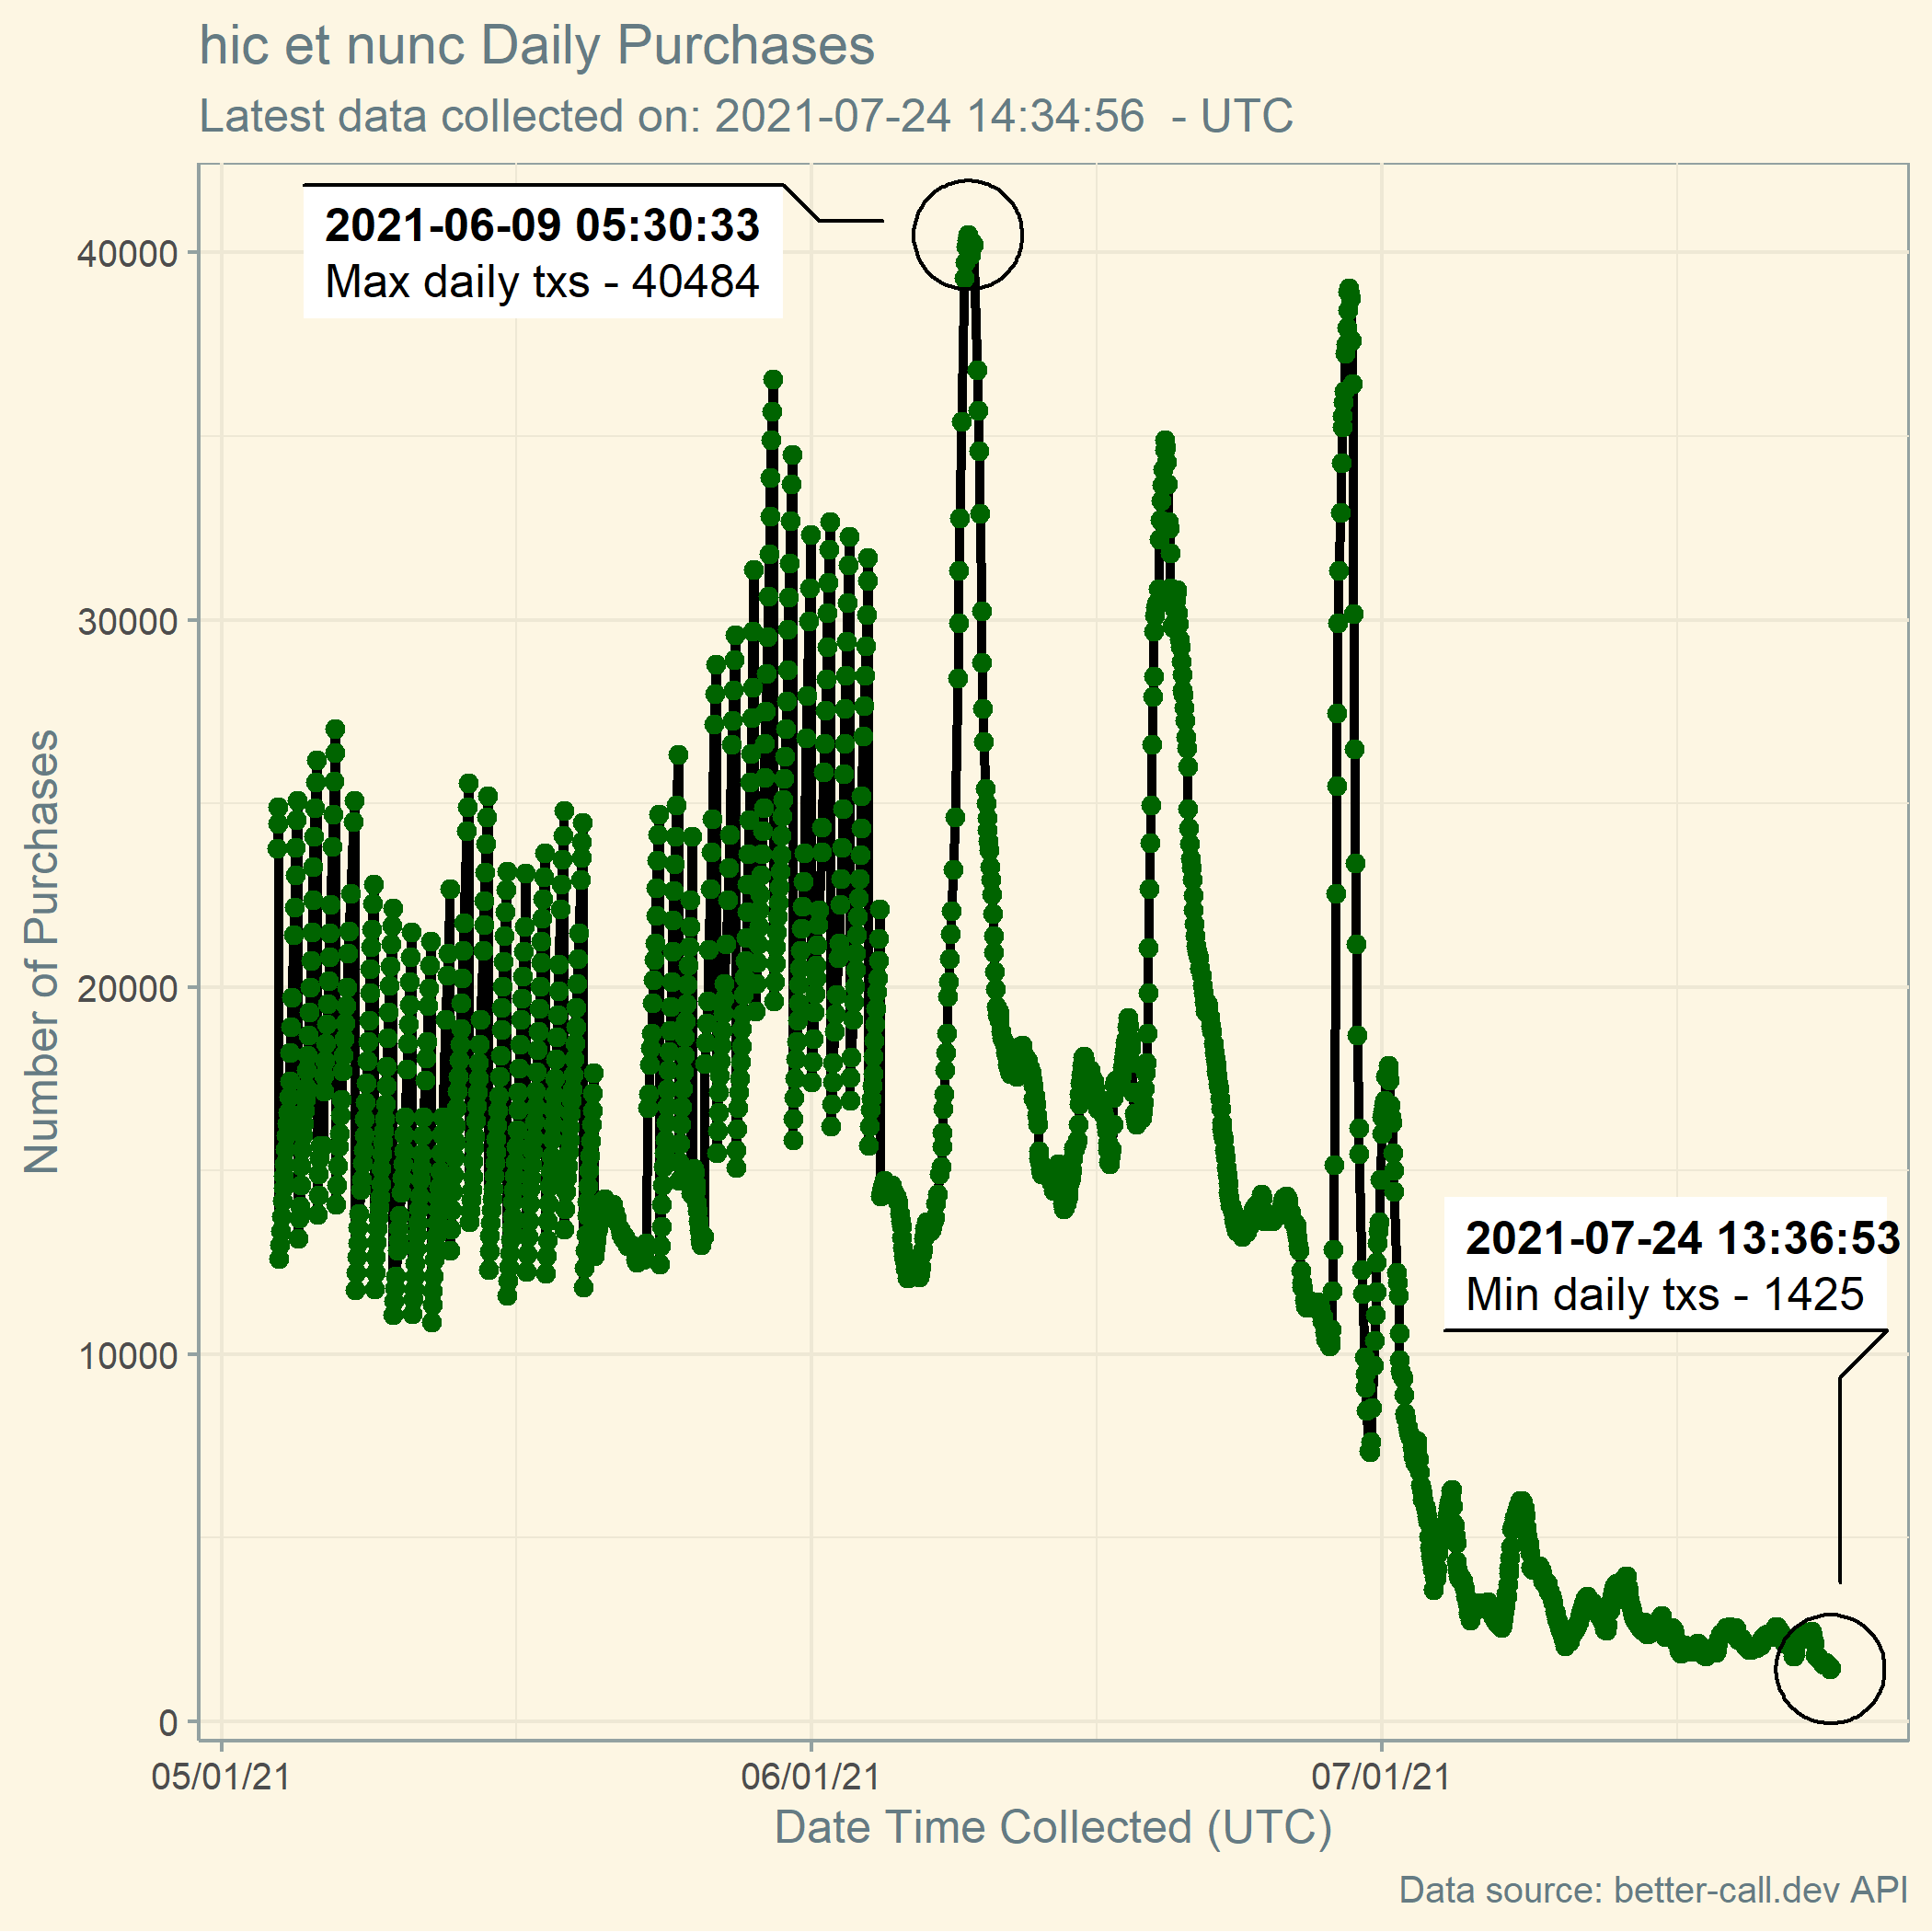 hic et nunc Daily Purchases
Latest data collected on: 2021-07-24 14:34:56  - UTC
2021-06-09 05:30:33
Max daily txs - 40484
40000
30000
20000
10000
0
Number of Purchases
2021-07-24 13:36:53
Min daily txs - 1425
05/01/21
06/01/21
07/01/21
Date Time Collected (UTC)
Data source: better-call.dev API